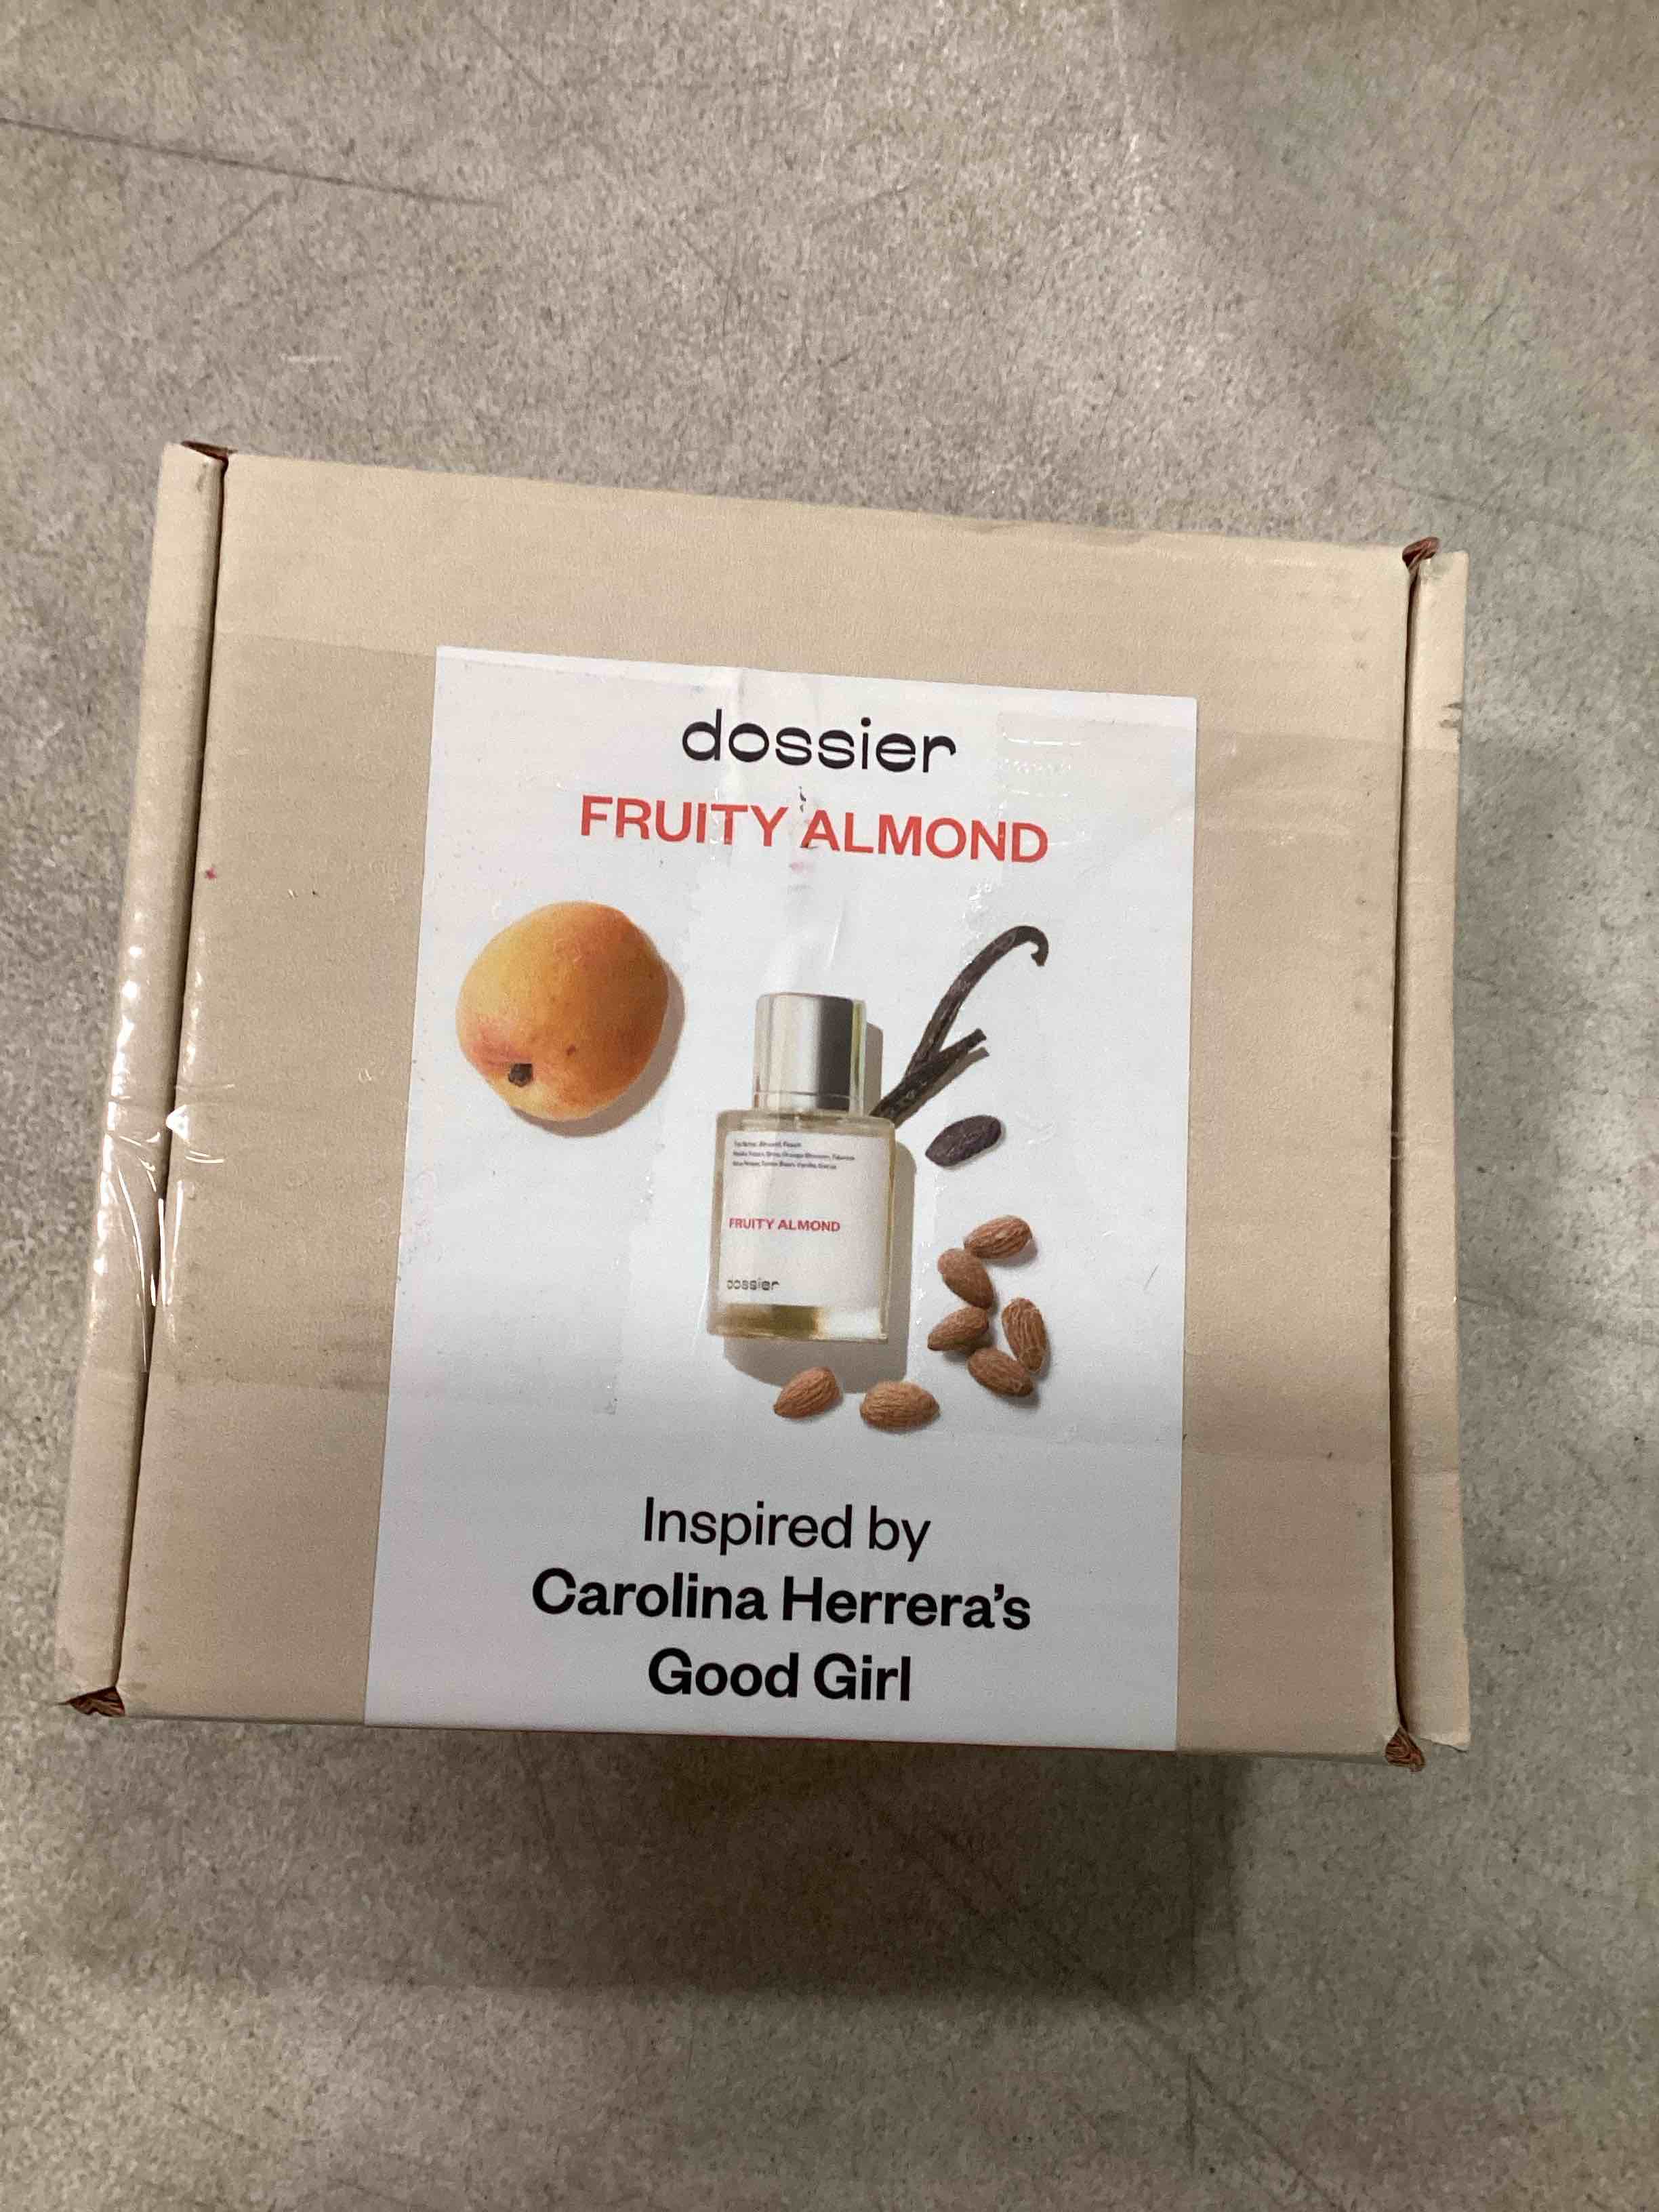 dossier
FRUITY ALMOND
FRUITY ALMOND
dossier
Inspired by
Carolina Herrera's
Good Girl